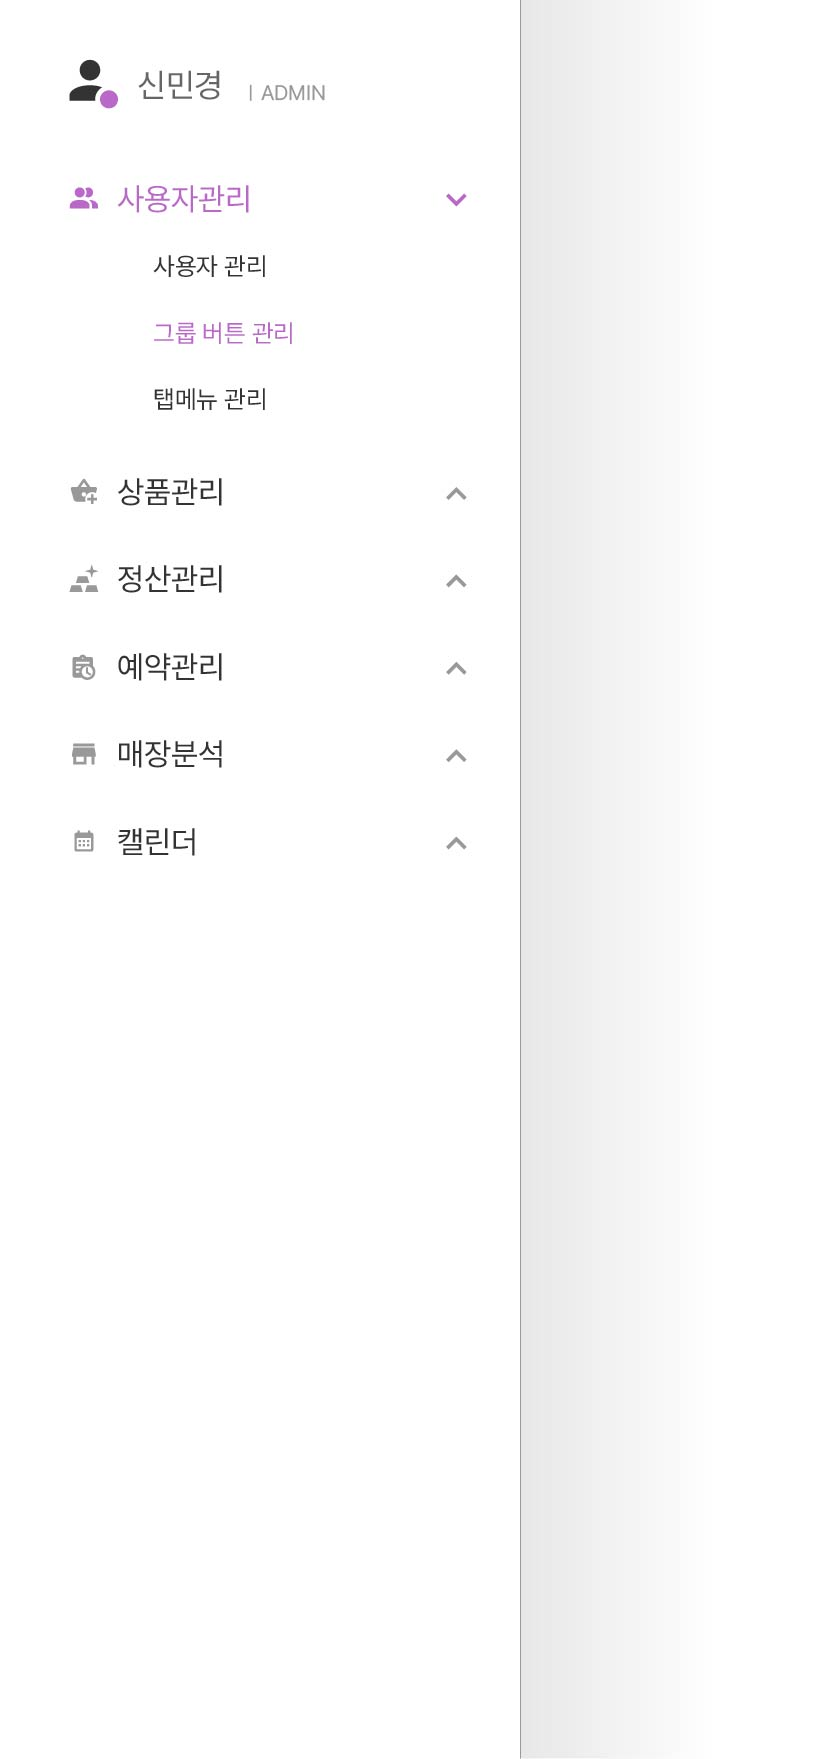 신민경 | ADMIN
사용자관리
사용자 관리
그룹 버튼 관리
탭메뉴 관리
상품관리
정산관리
예약관리
매장분석
캘린더